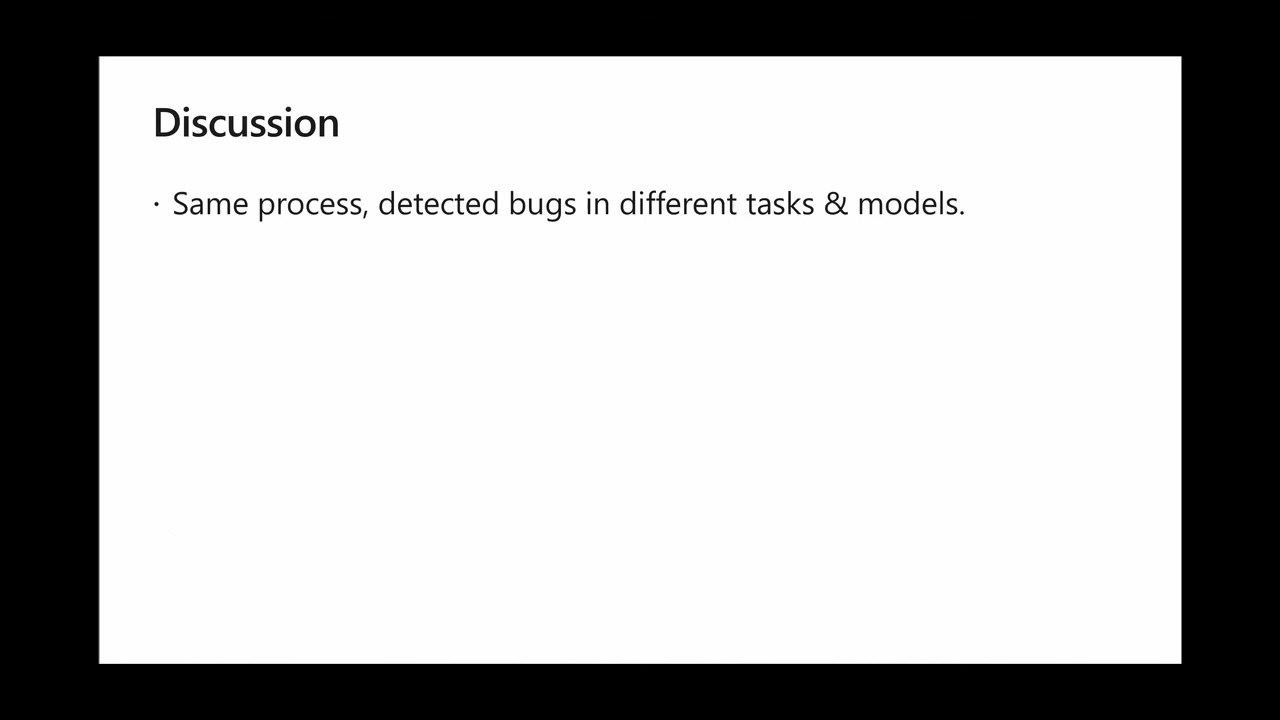 Discussion
· Same process, detected bugs in different tasks & models.